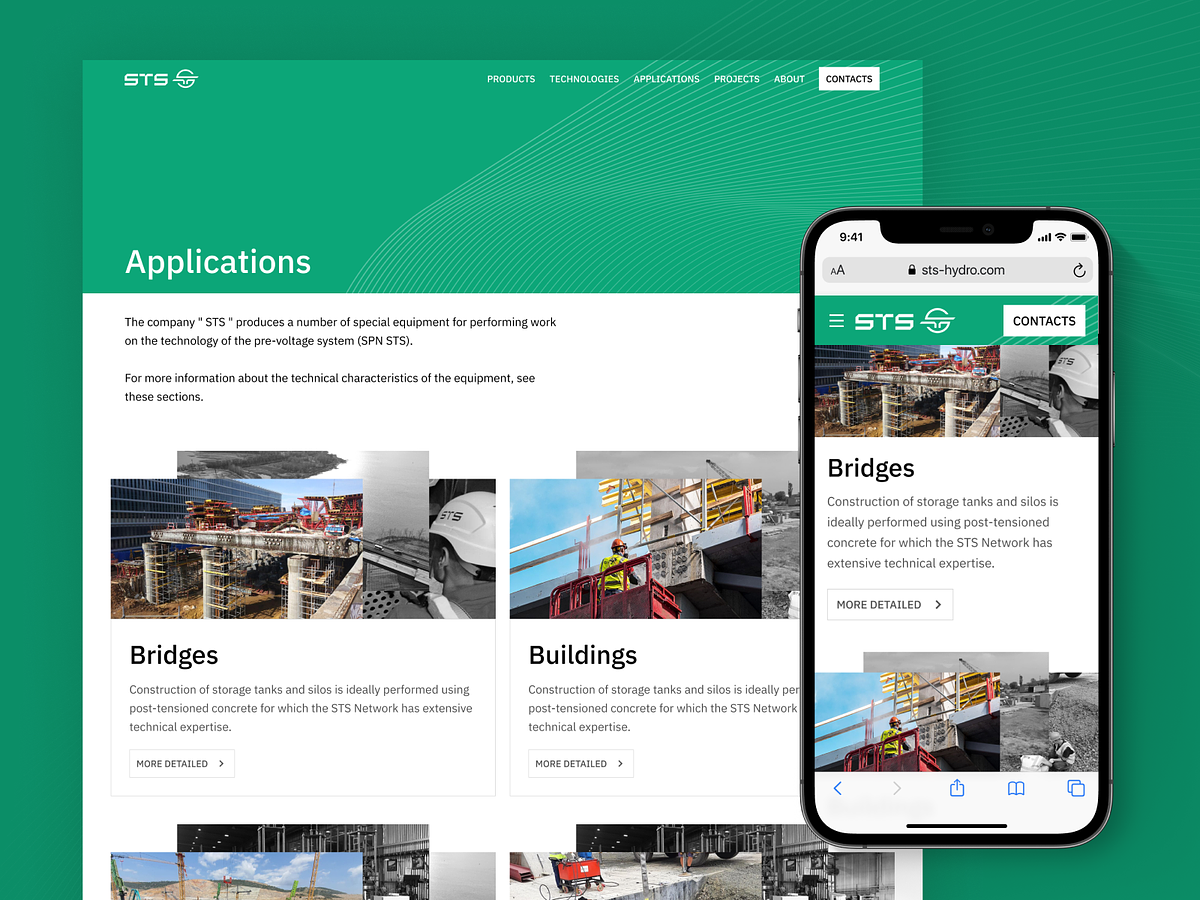 STS
PRODUCTS TECHNOLOGIES APPLICATIONS PROJECTS ABOUT CONTACTS
Applications
The company " STS " produces a number of special equipment for performing work
on the technology of the pre-voltage system (SPN STS).
For more information about the technical characteristics of the equipment, see
these sections.
STS
Bridges
Construction of storage tanks and silos is ideally performed using
post-tensioned concrete for which the STS Network has extensive
technical expertise.
MORE DETAILED
Buildings
Construction of storage tanks and silos is ideally per
post-tensioned concrete for which the STS Network
technical expertise.
MORE DETAILED
9:41
AA sts-hydro.com
STS CONTACTS
STS
Bridges
Construction of storage tanks and silos is
ideally performed using post-tensioned
concrete for which the STS Network has
extensive technical expertise.
MORE DETAILED